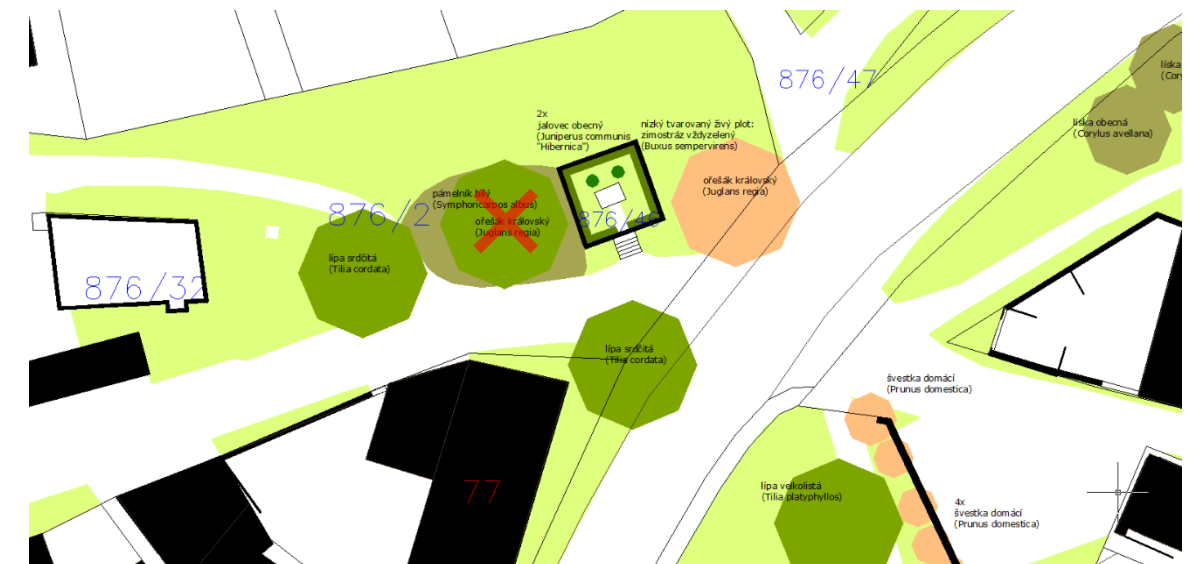 876/47
líska
(Cory
líska obecná
(Corylus avellana)
2x
jalovec obecný
(Juniperus communis
"Hibernica")
nízký tvarovaný živý plot:
zimostráz vždyzelený
(Buxus sempervirens)
ořešák královský
(Juglans regia)
pámelník bílý
(Symphoricarpos albus)
876/2
ořešák královský
(Juglans regia)
876/46
lípa srdčitá
(Tilia cordata)
876/32
lípa srdčitá
(Tilia cordata)
švestka domácí
(Prunus domestica)
77
lípa velkolistá
(Tilia platyphyllos)
4x
švestka domácí
(Prunus domestica)